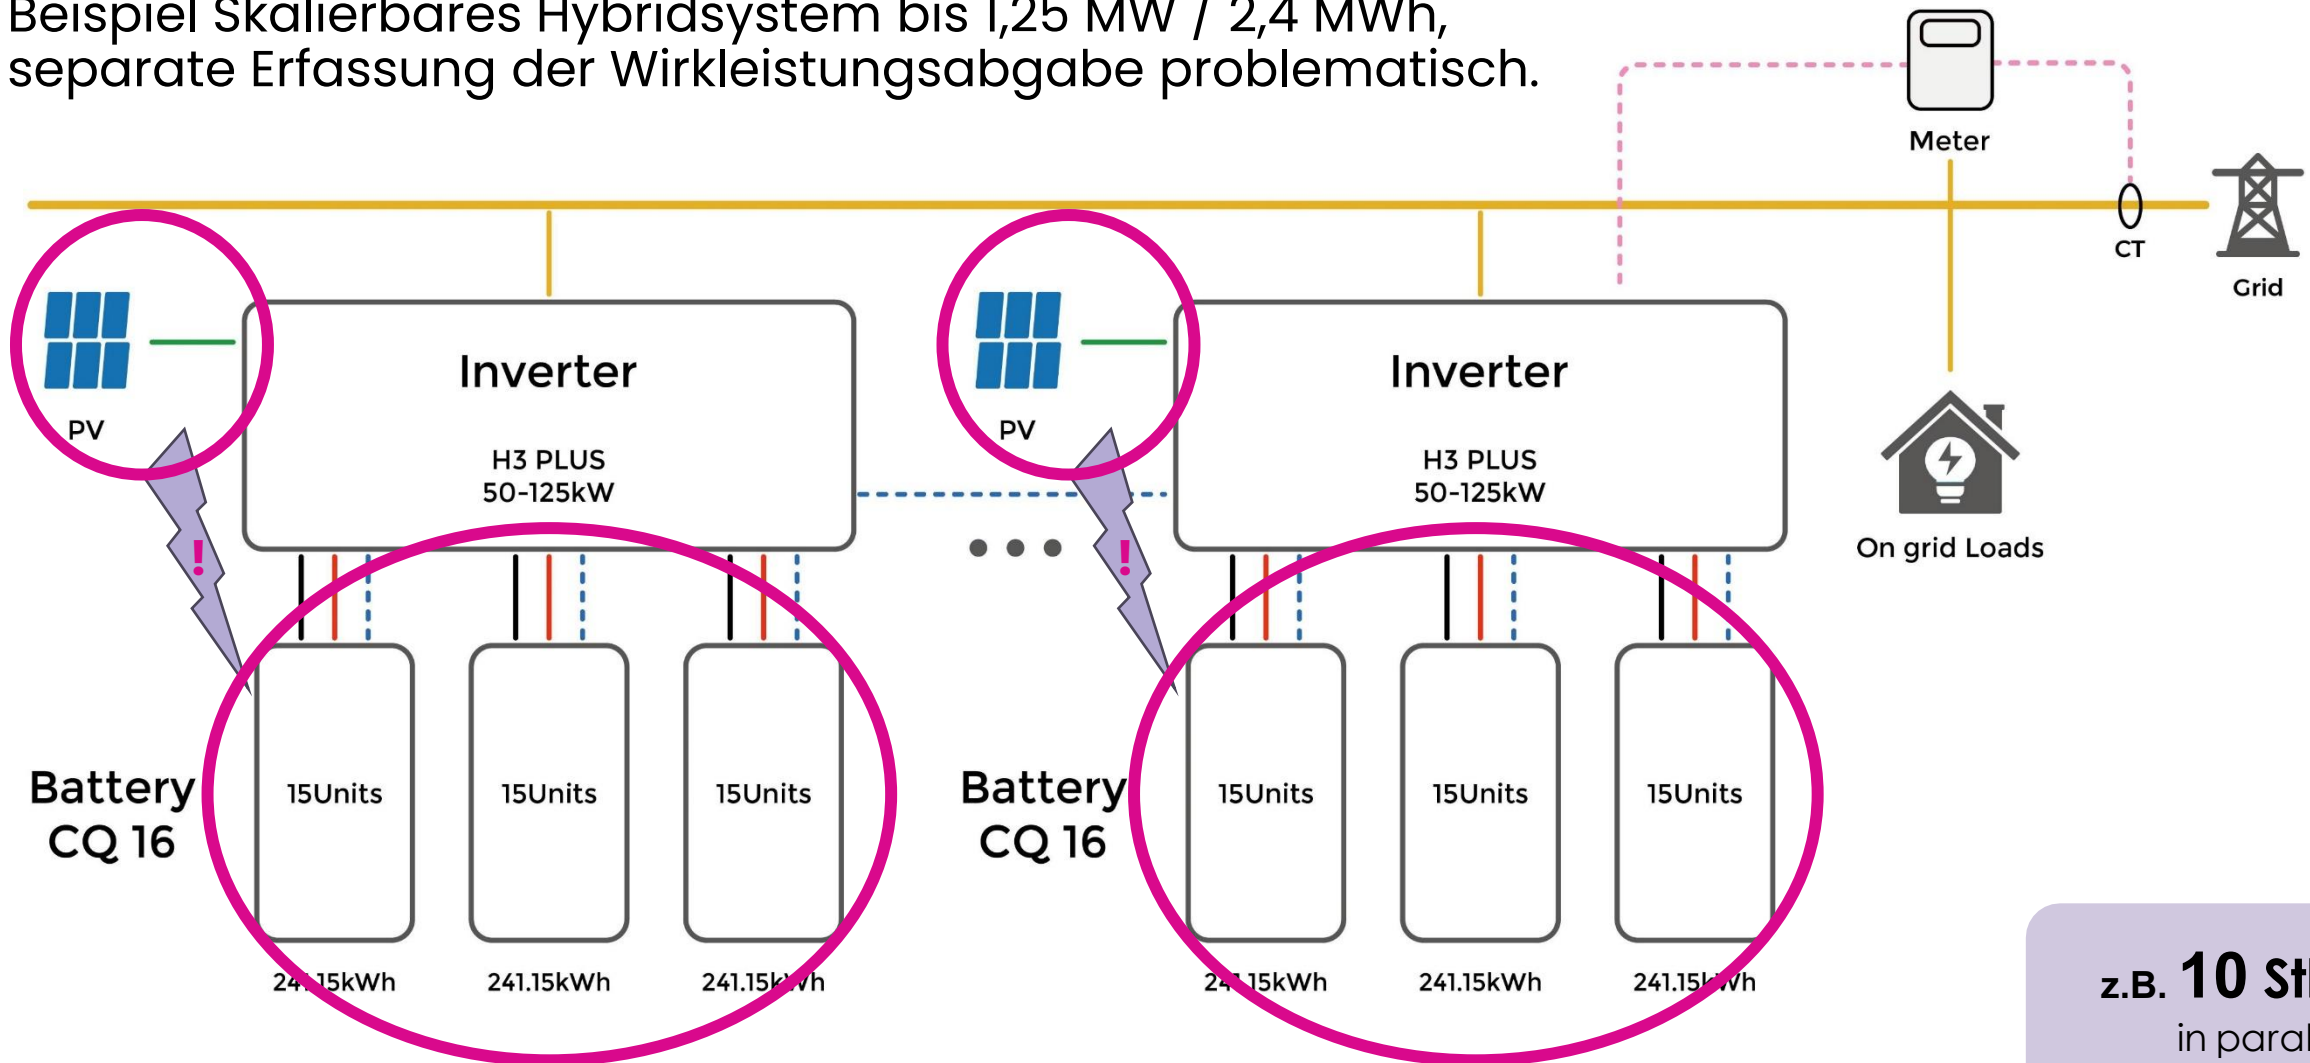 Beispiel Skalierbares Hybridsystem bis 1,25 MW / 2,4 MWh,
separate Erfassung der Wirkleistungsabgabe problematisch.
Meter
CT
Grid
PV
Inverter
H3 PLUS
50-125kW
PV
Inverter
H3 PLUS
50-125kW
On grid Loads
!
!
Battery
CQ 16
15Units
15Units
15Units
Battery
CQ 16
15Units
15Units
15Units
241.15kWh
241.15kWh
241.15kWh
241.15kWh
241.15kWh
241.15kWh
z.B. 10
in